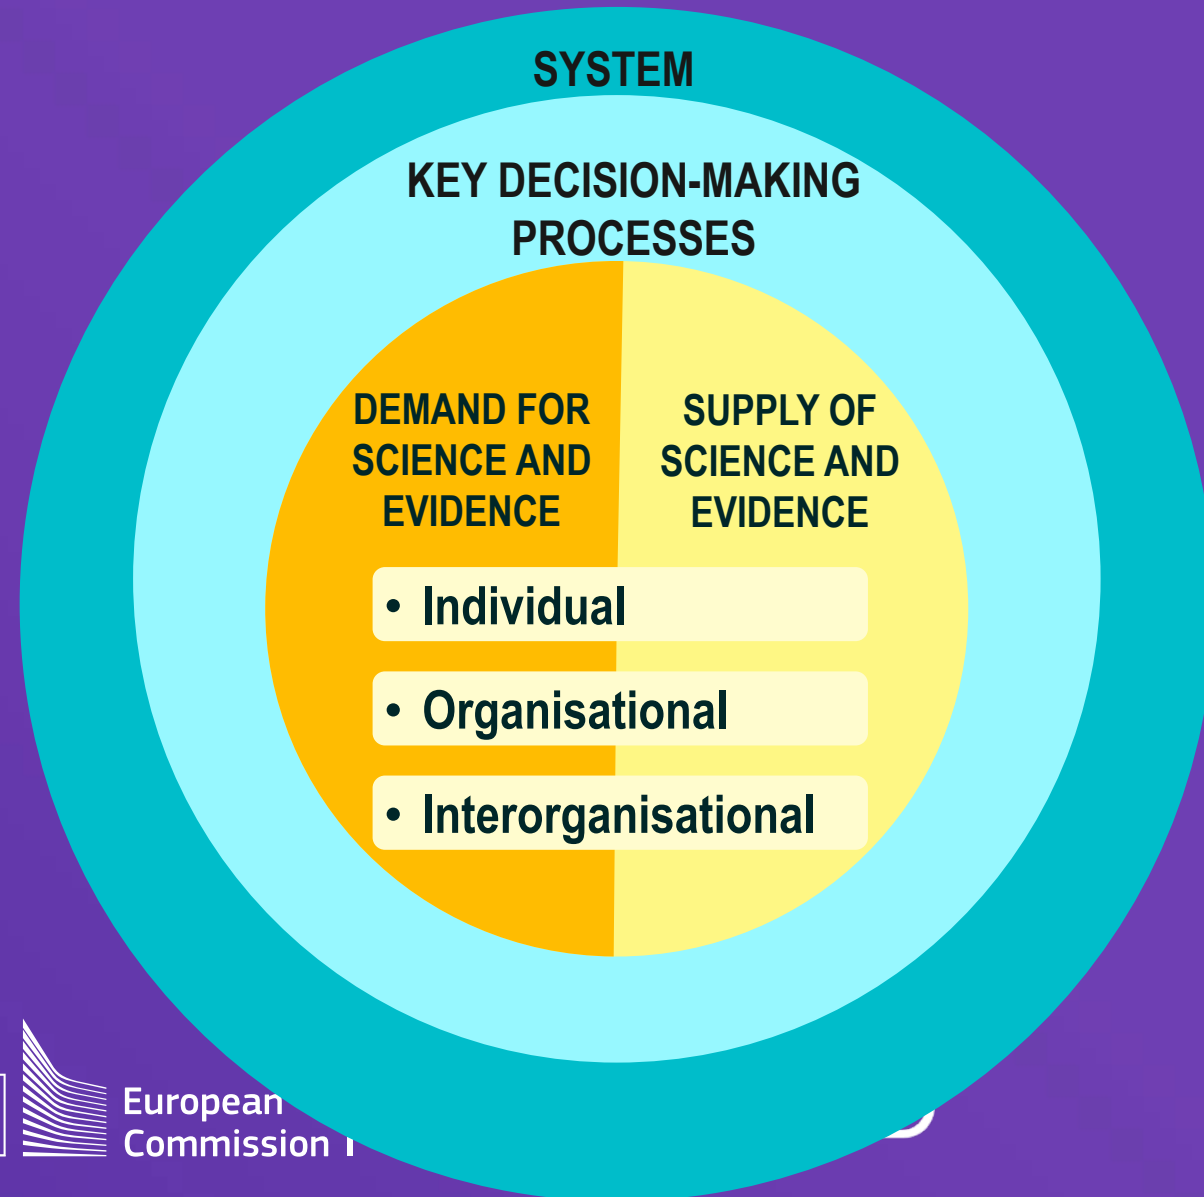 SYSTEM
KEY DECISION-MAKING
PROCESSES
DEMAND FOR
SCIENCE AND
EVIDENCE
SUPPLY OF
SCIENCE AND
EVIDENCE
• Individual
• Organisational
• Interorganisational
European
Commission